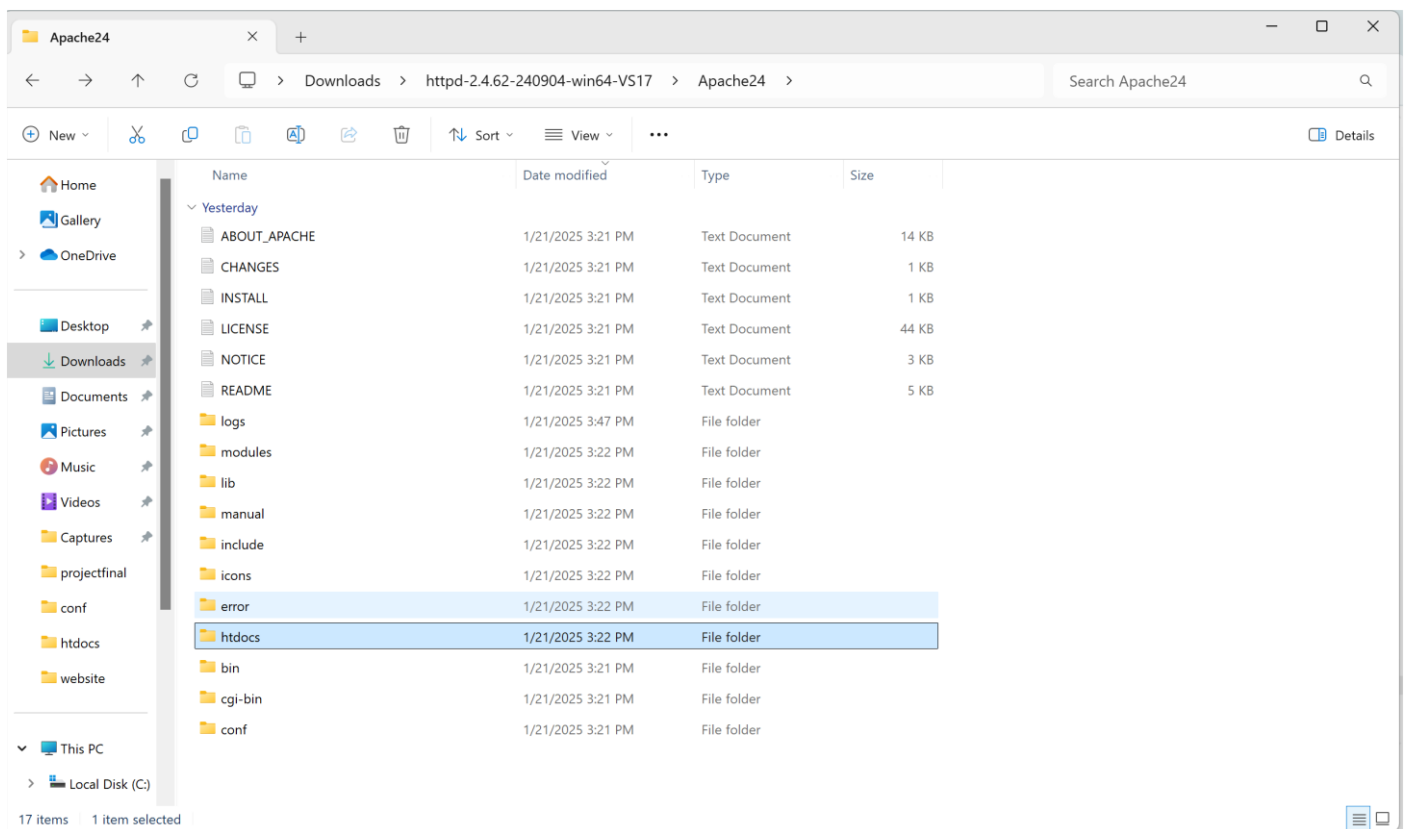 Apache24
Downloads > httpd-2.4.62-240904-win64-VS17 > Apache24 >
Search Apache24
New
Sort
View
Details
Home
Gallery
OneDrive
Desktop
Downloads
Documents
Pictures
Music
Videos
Captures
projectfinal
conf
htdocs
website
This PC
Local Disk (C:)
Name Date modified Type Size
Yesterday
ABOUT_APACHE 1/21/2025 3:21 PM Text Document 14 KB
CHANGES 1/21/2025 3:21 PM Text Document 1 KB
INSTALL 1/21/2025 3:21 PM Text Document 1 KB
LICENSE 1/21/2025 3:21 PM Text Document 44 KB
NOTICE 1/21/2025 3:21 PM Text Document 3 KB
README 1/21/2025 3:21 PM Text Document 5 KB
logs 1/21/2025 3:47 PM File folder
modules 1/21/2025 3:22 PM File folder
lib 1/21/2025 3:22 PM File folder
manual 1/21/2025 3:22 PM File folder
include 1/21/2025 3:22 PM File folder
icons 1/21/2025 3:22 PM File folder
error 1/21/2025 3:22 PM File folder
htdocs 1/21/2025 3:22 PM File folder
bin 1/21/2025 3:21 PM File folder
cgi-bin 1/21/2025 3:21 PM File folder
conf 1/21/2025 3:21 PM File folder
17 items 1 item selected